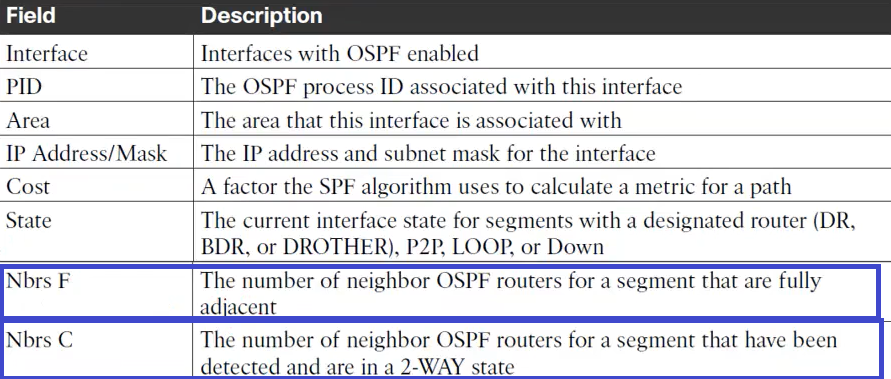 Field Description
Interface Interfaces with OSPF enabled
PID The OSPF process ID associated with this interface
Area The area that this interface is associated with
IP Address/Mask The IP address and subnet mask for the interface
Cost A factor the SPF algorithm uses to calculate a metric for a path
State The current interface state for segments with a designated router (DR,
BDR, or DROTHER), P2P, LOOP, or Down
Nbrs F The number of neighbor OSPF routers for a segment that are fully
adjacent
Nbrs C The number of neighbor OSPF routers for a segment that have been
detected and are in a 2-WAY state